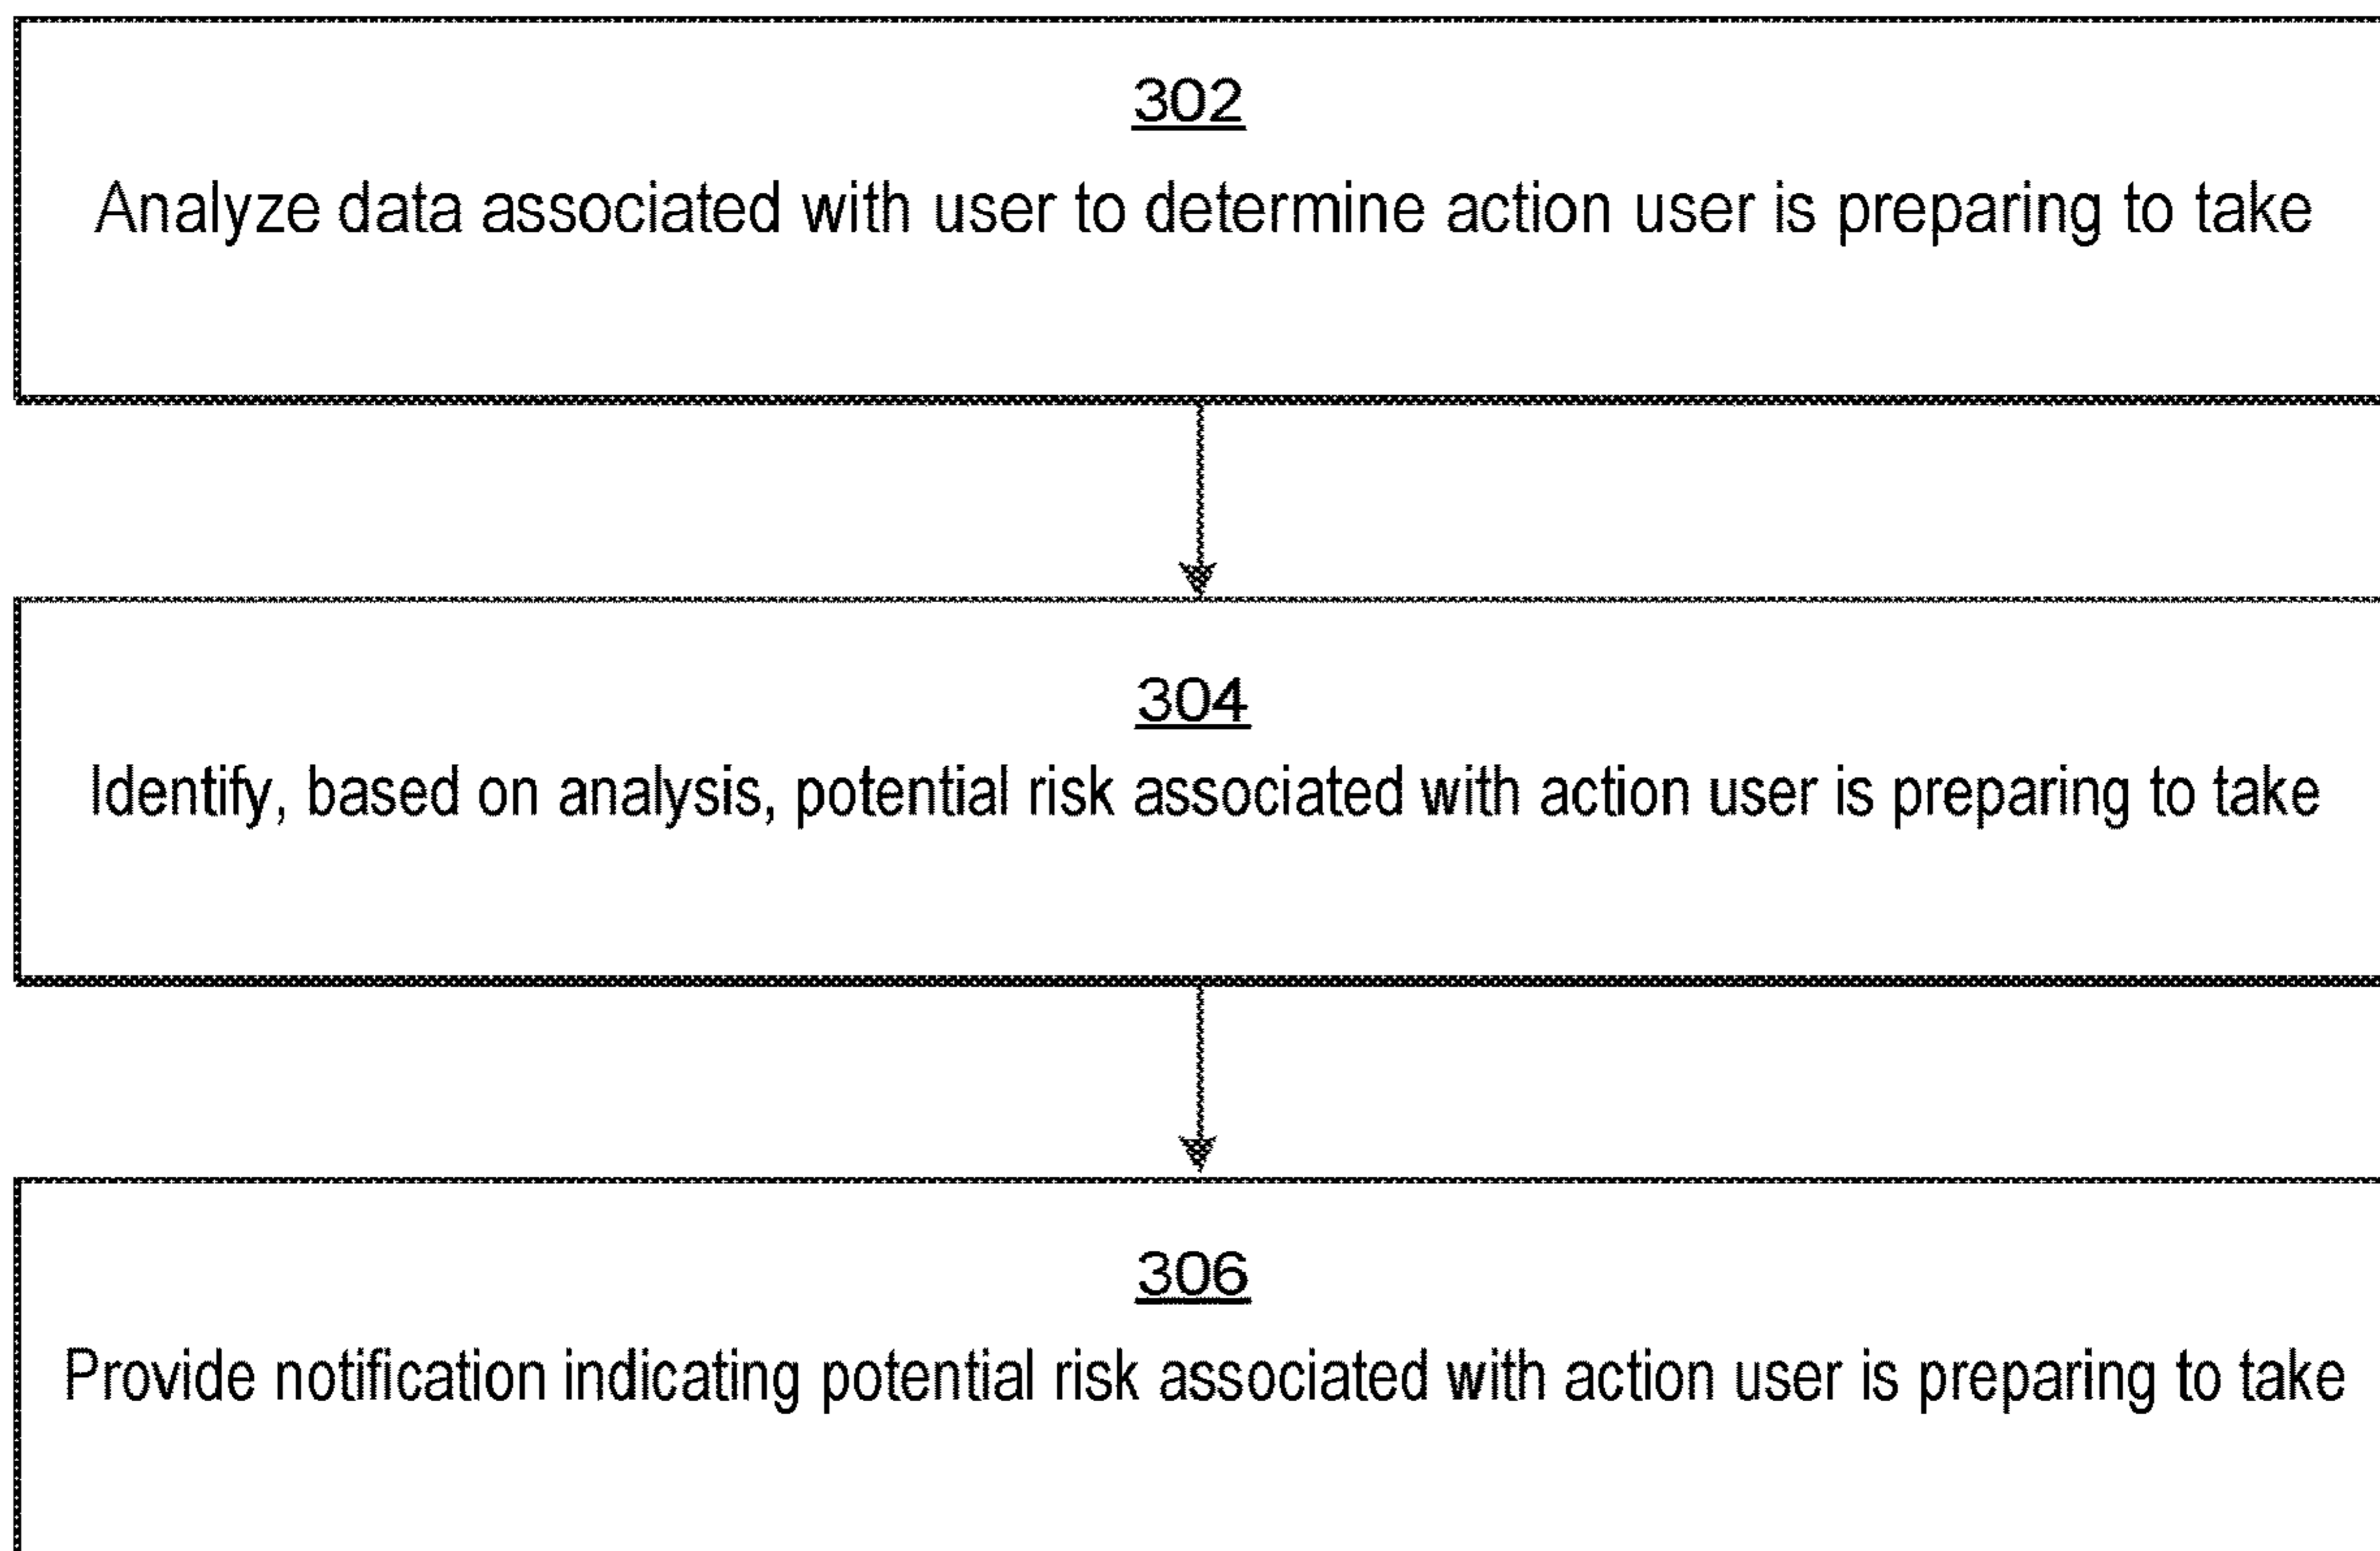 302
Analyze data associated with user to determine action user is preparing to take
304
Identify, based on analysis, potential risk associated with action user is preparing to take
306
Provide notification indicating potential risk associated with action user is preparing to take